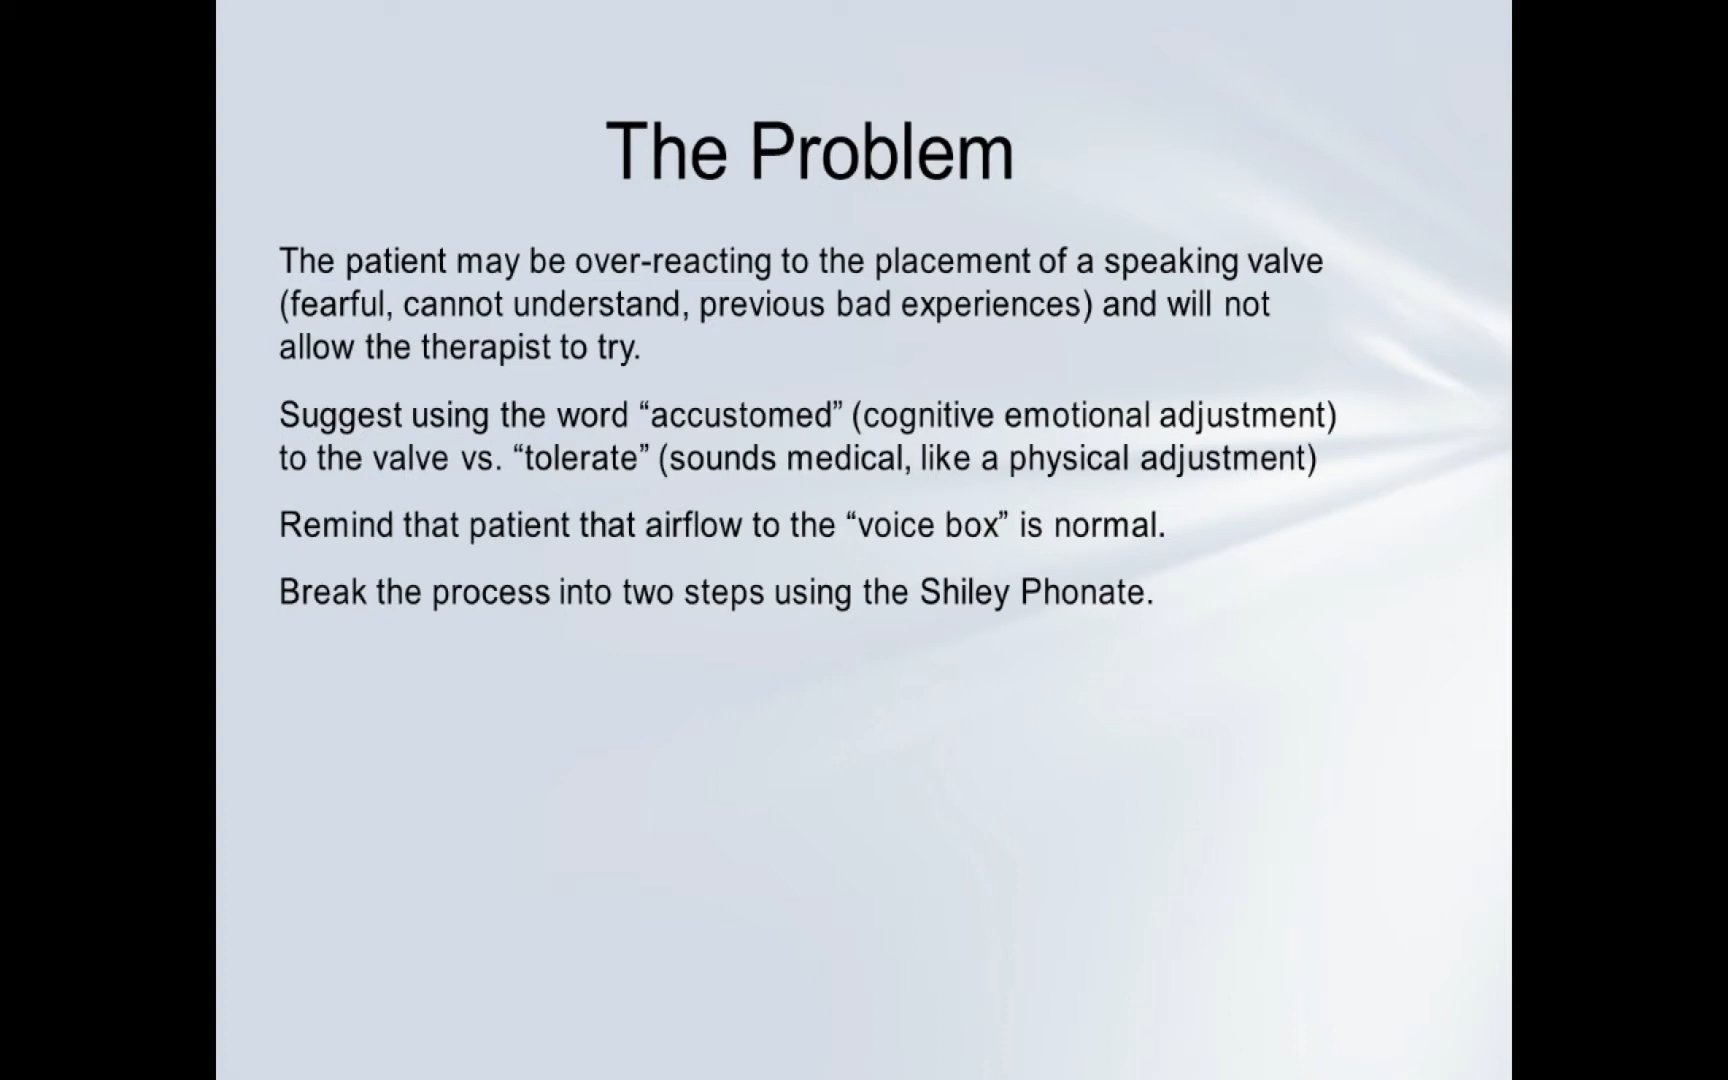 The Problem
The patient may be over-reacting to the placement of a speaking valve
(fearful, cannot understand, previous bad experiences) and will not
allow the therapist to try.
Suggest using the word “accustomed” (cognitive emotional adjustment)
to the valve vs. “tolerate” (sounds medical, like a physical adjustment)
Remind that patient that airflow to the “voice box” is normal.
Break the process into two steps using the Shiley Phonate.